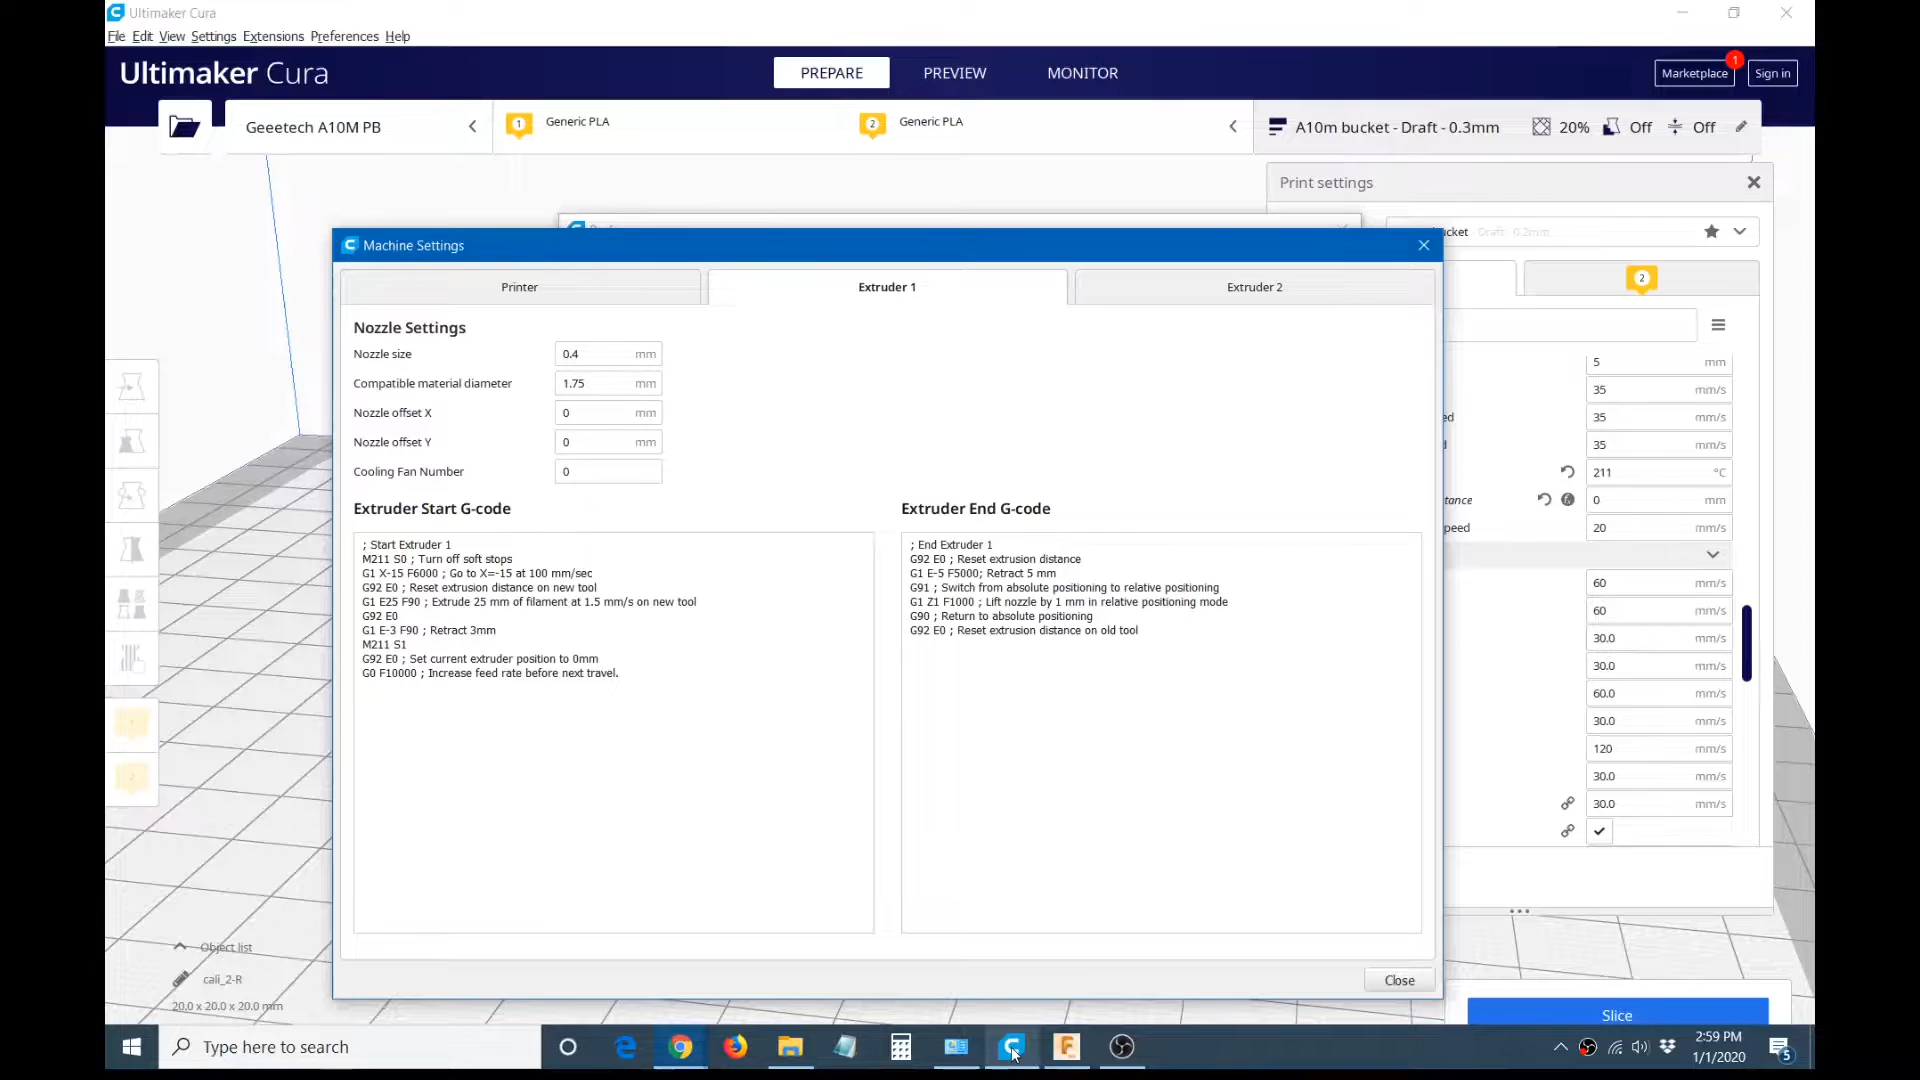 Ultimaker Cura
File Edit View Settings Extensions Preferences Help
Ultimaker Cura
PREPARE
PREVIEW
MONITOR
Marketplace
1
Sign in
Geeetech A10M PB
1
Generic PLA
2
Generic PLA
A10m bucket - Draft - 0.3mm
20%
Off
Off
Print settings
ucket Draft 0.2mm
2
Machine Settings
Printer
Extruder 1
Extruder 2
Nozzle Settings
Nozzle size 0.4 mm
Compatible material diameter 1.75 mm
Nozzle offset X 0 mm
Nozzle offset Y 0 mm
Cooling Fan Number 0
Extruder Start G-code
; Start Extruder 1
M211 S0 ; Turn off soft stops
G1 X-15 F6000 ; Go to X=-15 at 100 mm/sec
G92 E0 ; Reset extrusion distance on new tool
G1 E25 F90 ; Extrude 25 mm of filament at 1.5 mm/s on new tool
G92 E0
G1 E-3 F90 ; Retract 3mm
M211 S1
G92 E0 ; Set current extruder position to 0mm
G0 F10000 ; Increase feed rate before next travel.
Extruder End G-code
; End Extruder 1
G92 E0 ; Reset extrusion distance
G1 E-5 F5000; Retract 5 mm
G91 ; Switch from absolute positioning to relative positioning
G1 Z1 F1000 ; Lift nozzle by 1 mm in relative positioning mode
G90 ; Return to absolute positioning
G92 E0 ; Reset extrusion distance on old tool
Close
5 mm
35 mm/s
ed 35 mm/s
35 mm/s
211 °C
tance 0 mm
peed 20 mm/s
60 mm/s
60 mm/s
30.0 mm/s
30.0 mm/s
60.0 mm/s
30.0 mm/s
120 mm/s
30.0 mm/s
30.0 mm/s
Object list
cali_2-R
20.0 x 20.0 x 20.0 mm
Slice
Type here to search
2:59 PM
1/1/2020
5